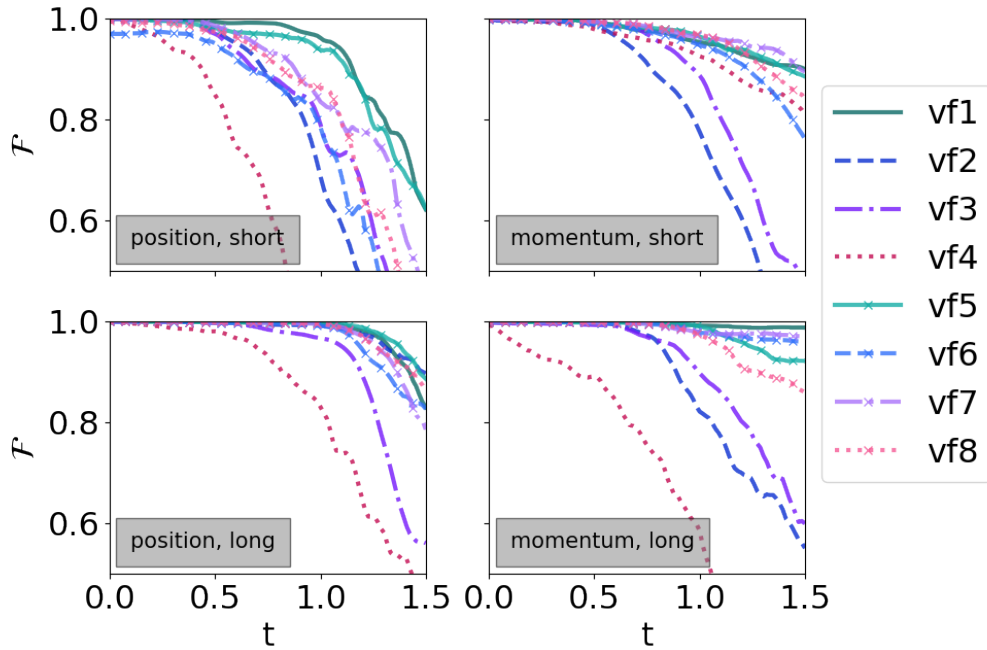 1.0
0.8
0.6
ℱ
position, short
momentum, short
1.0
0.8
0.6
ℱ
position, long
momentum, long
0.0 0.5 1.0 1.5
0.0 0.5 1.0 1.5
t
t
vf1
vf2
vf3
vf4
vf5
vf6
vf7
vf8